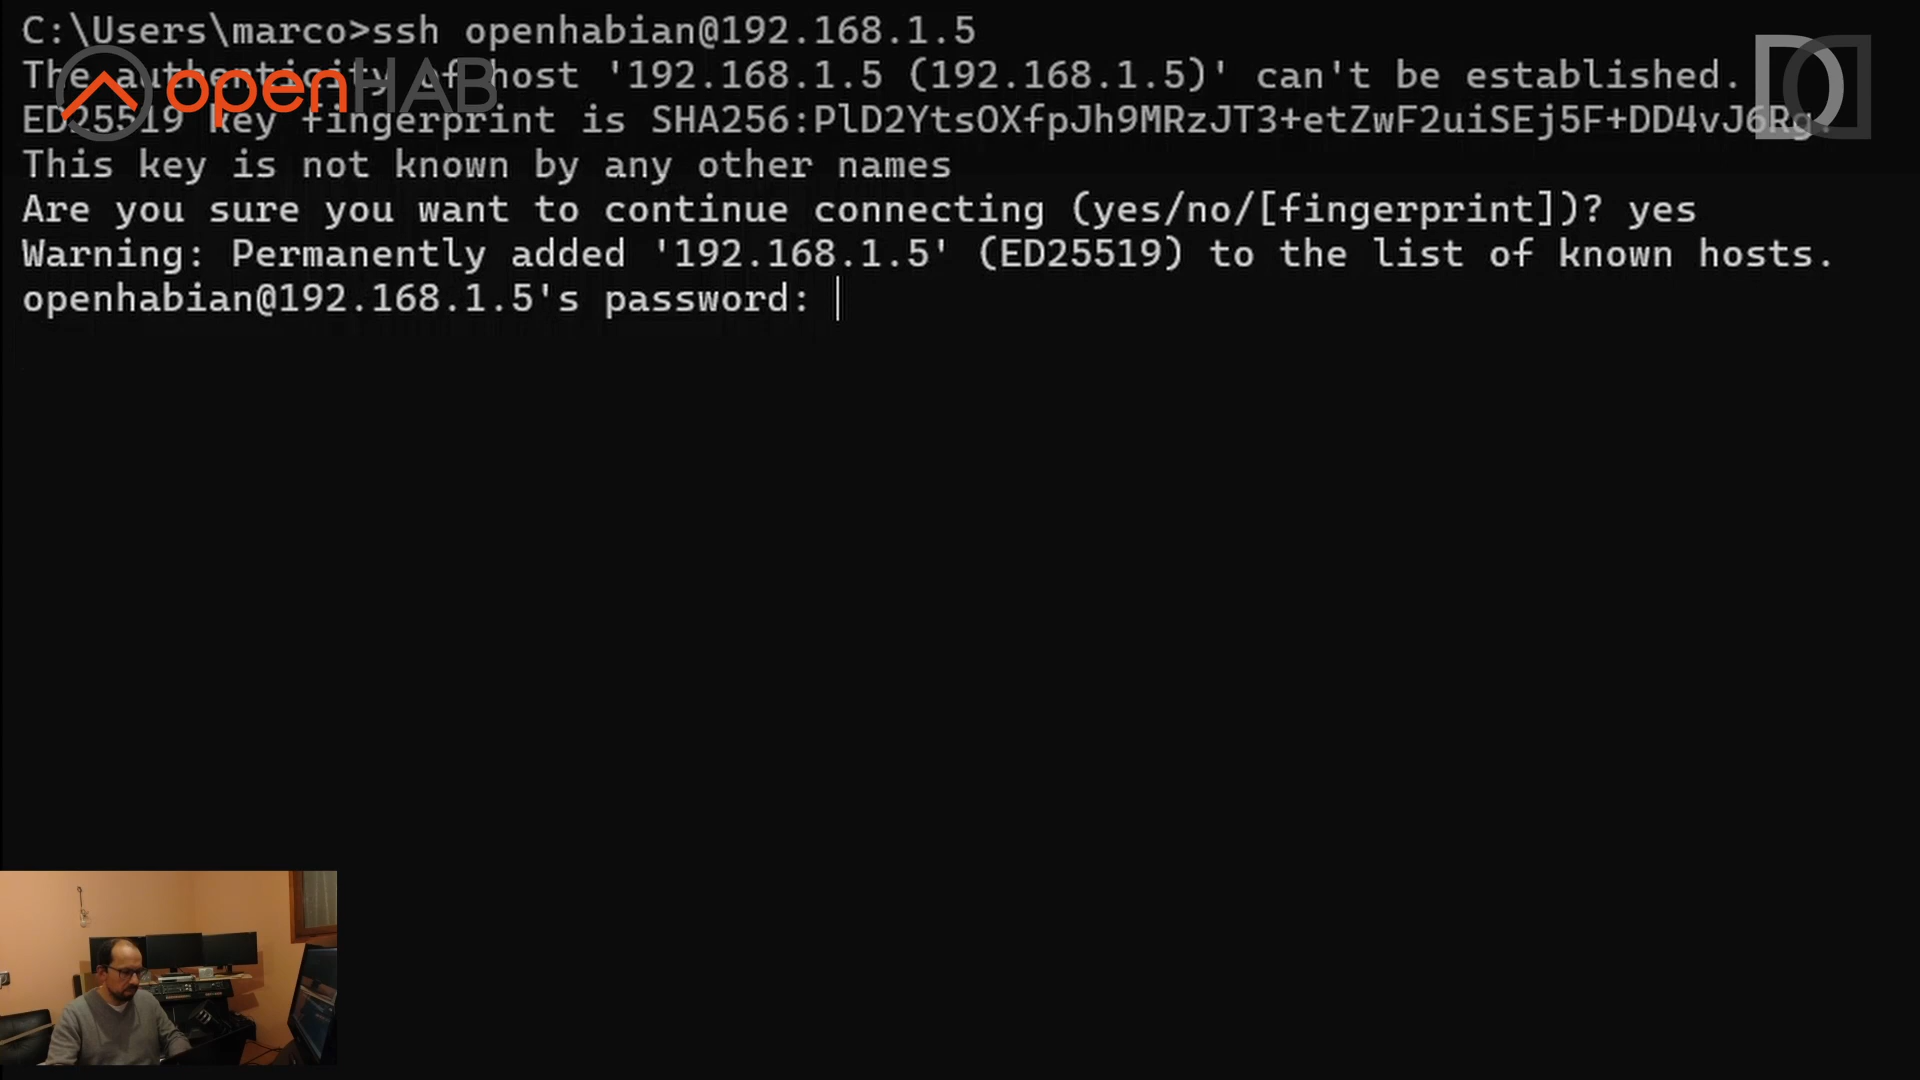 C:\Users\marco>ssh openhabian@192.168.1.5
The authenticity of host '192.168.1.5 (192.168.1.5)' can't be established.
openHAB
ED25519 key fingerprint is SHA256:PlD2YtsOXfpJh9MRzJT3+etZwF2uiSEj5F+DD4vJ6Rg.
This key is not known by any other names
Are you sure you want to continue connecting (yes/no/[fingerprint])? yes
Warning: Permanently added '192.168.1.5' (ED25519) to the list of known hosts.
openhabian@192.168.1.5's password: